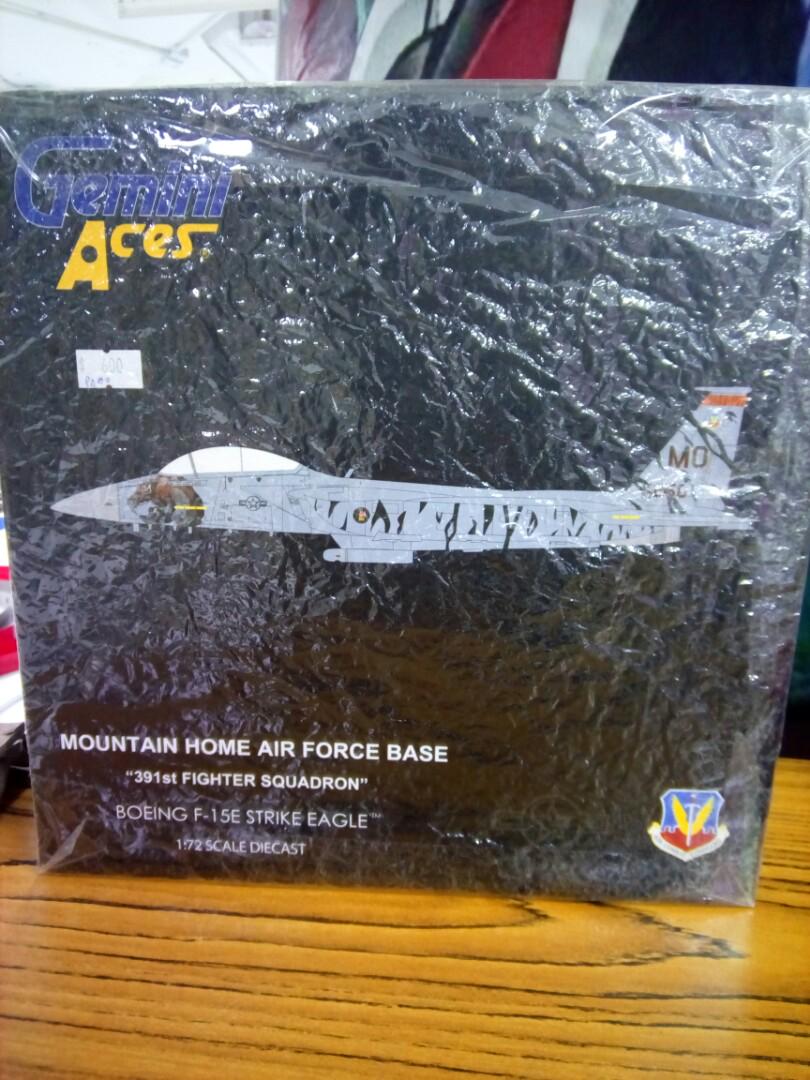 Gemini
Aces
$ 600
MO
MOUNTAIN HOME AIR FORCE BASE
"391st FIGHTER SQUADRON"
BOEING F-15E STRIKE EAGLE™
1:72 SCALE DIECAST